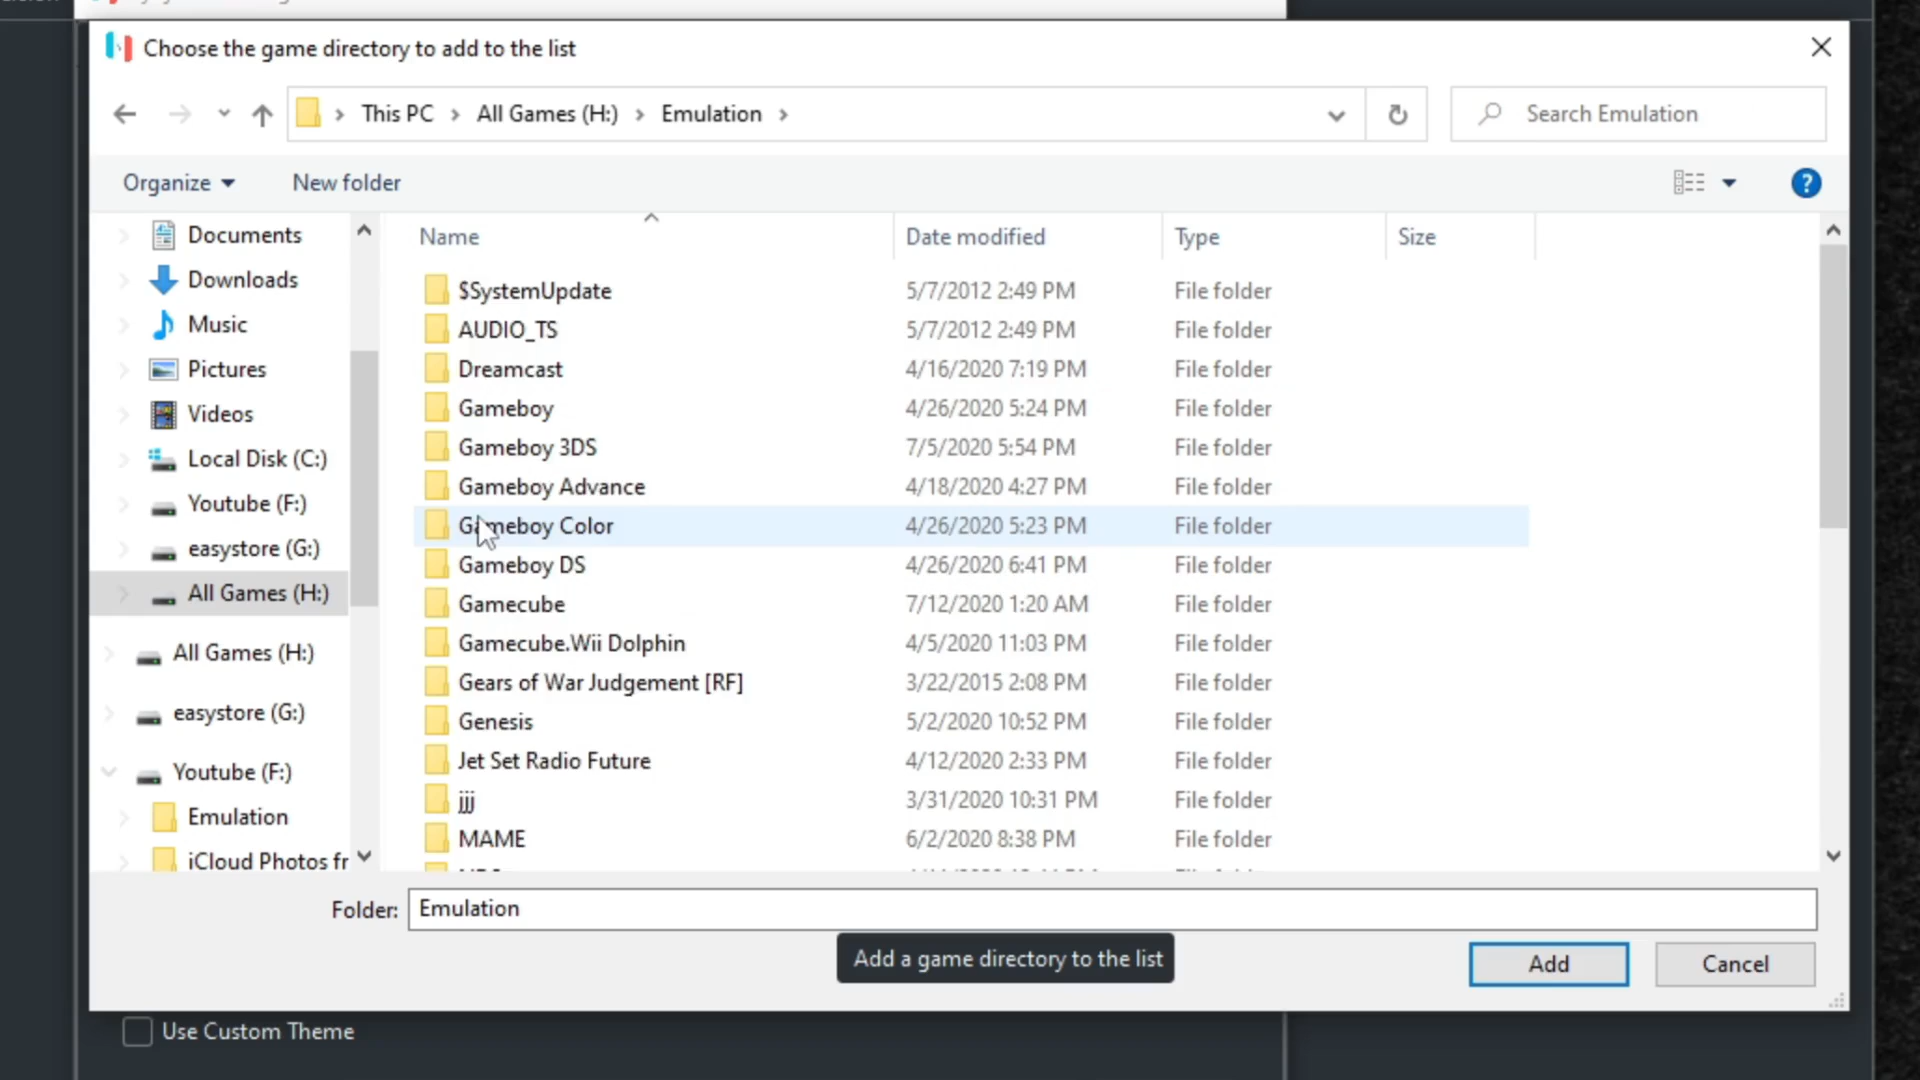 Choose the game directory to add to the list
This PC > All Games (H:) > Emulation >
Search Emulation
Organize
New folder
?
Documents
Downloads
Music
Pictures
Videos
Local Disk (C:)
Youtube (F:)
easystore (G:)
All Games (H:)
All Games (H:)
easystore (G:)
Youtube (F:)
Emulation
iCloud Photos fr
Name Date modified Type Size
$SystemUpdate 5/7/2012 2:49 PM File folder
AUDIO_TS 5/7/2012 2:49 PM File folder
Dreamcast 4/16/2020 7:19 PM File folder
Gameboy 4/26/2020 5:24 PM File folder
Gameboy 3DS 7/5/2020 5:54 PM File folder
Gameboy Advance 4/18/2020 4:27 PM File folder
Gameboy Color 4/26/2020 5:23 PM File folder
Gameboy DS 4/26/2020 6:41 PM File folder
Gamecube 7/12/2020 1:20 AM File folder
Gamecube.Wii Dolphin 4/5/2020 11:03 PM File folder
Gears of War Judgement [RF] 3/22/2015 2:08 PM File folder
Genesis 5/2/2020 10:52 PM File folder
Jet Set Radio Future 4/12/2020 2:33 PM File folder
jjj 3/31/2020 10:31 PM File folder
MAME 6/2/2020 8:38 PM File folder
Folder: Emulation
Add a game directory to the list
Add
Cancel
Use Custom Theme